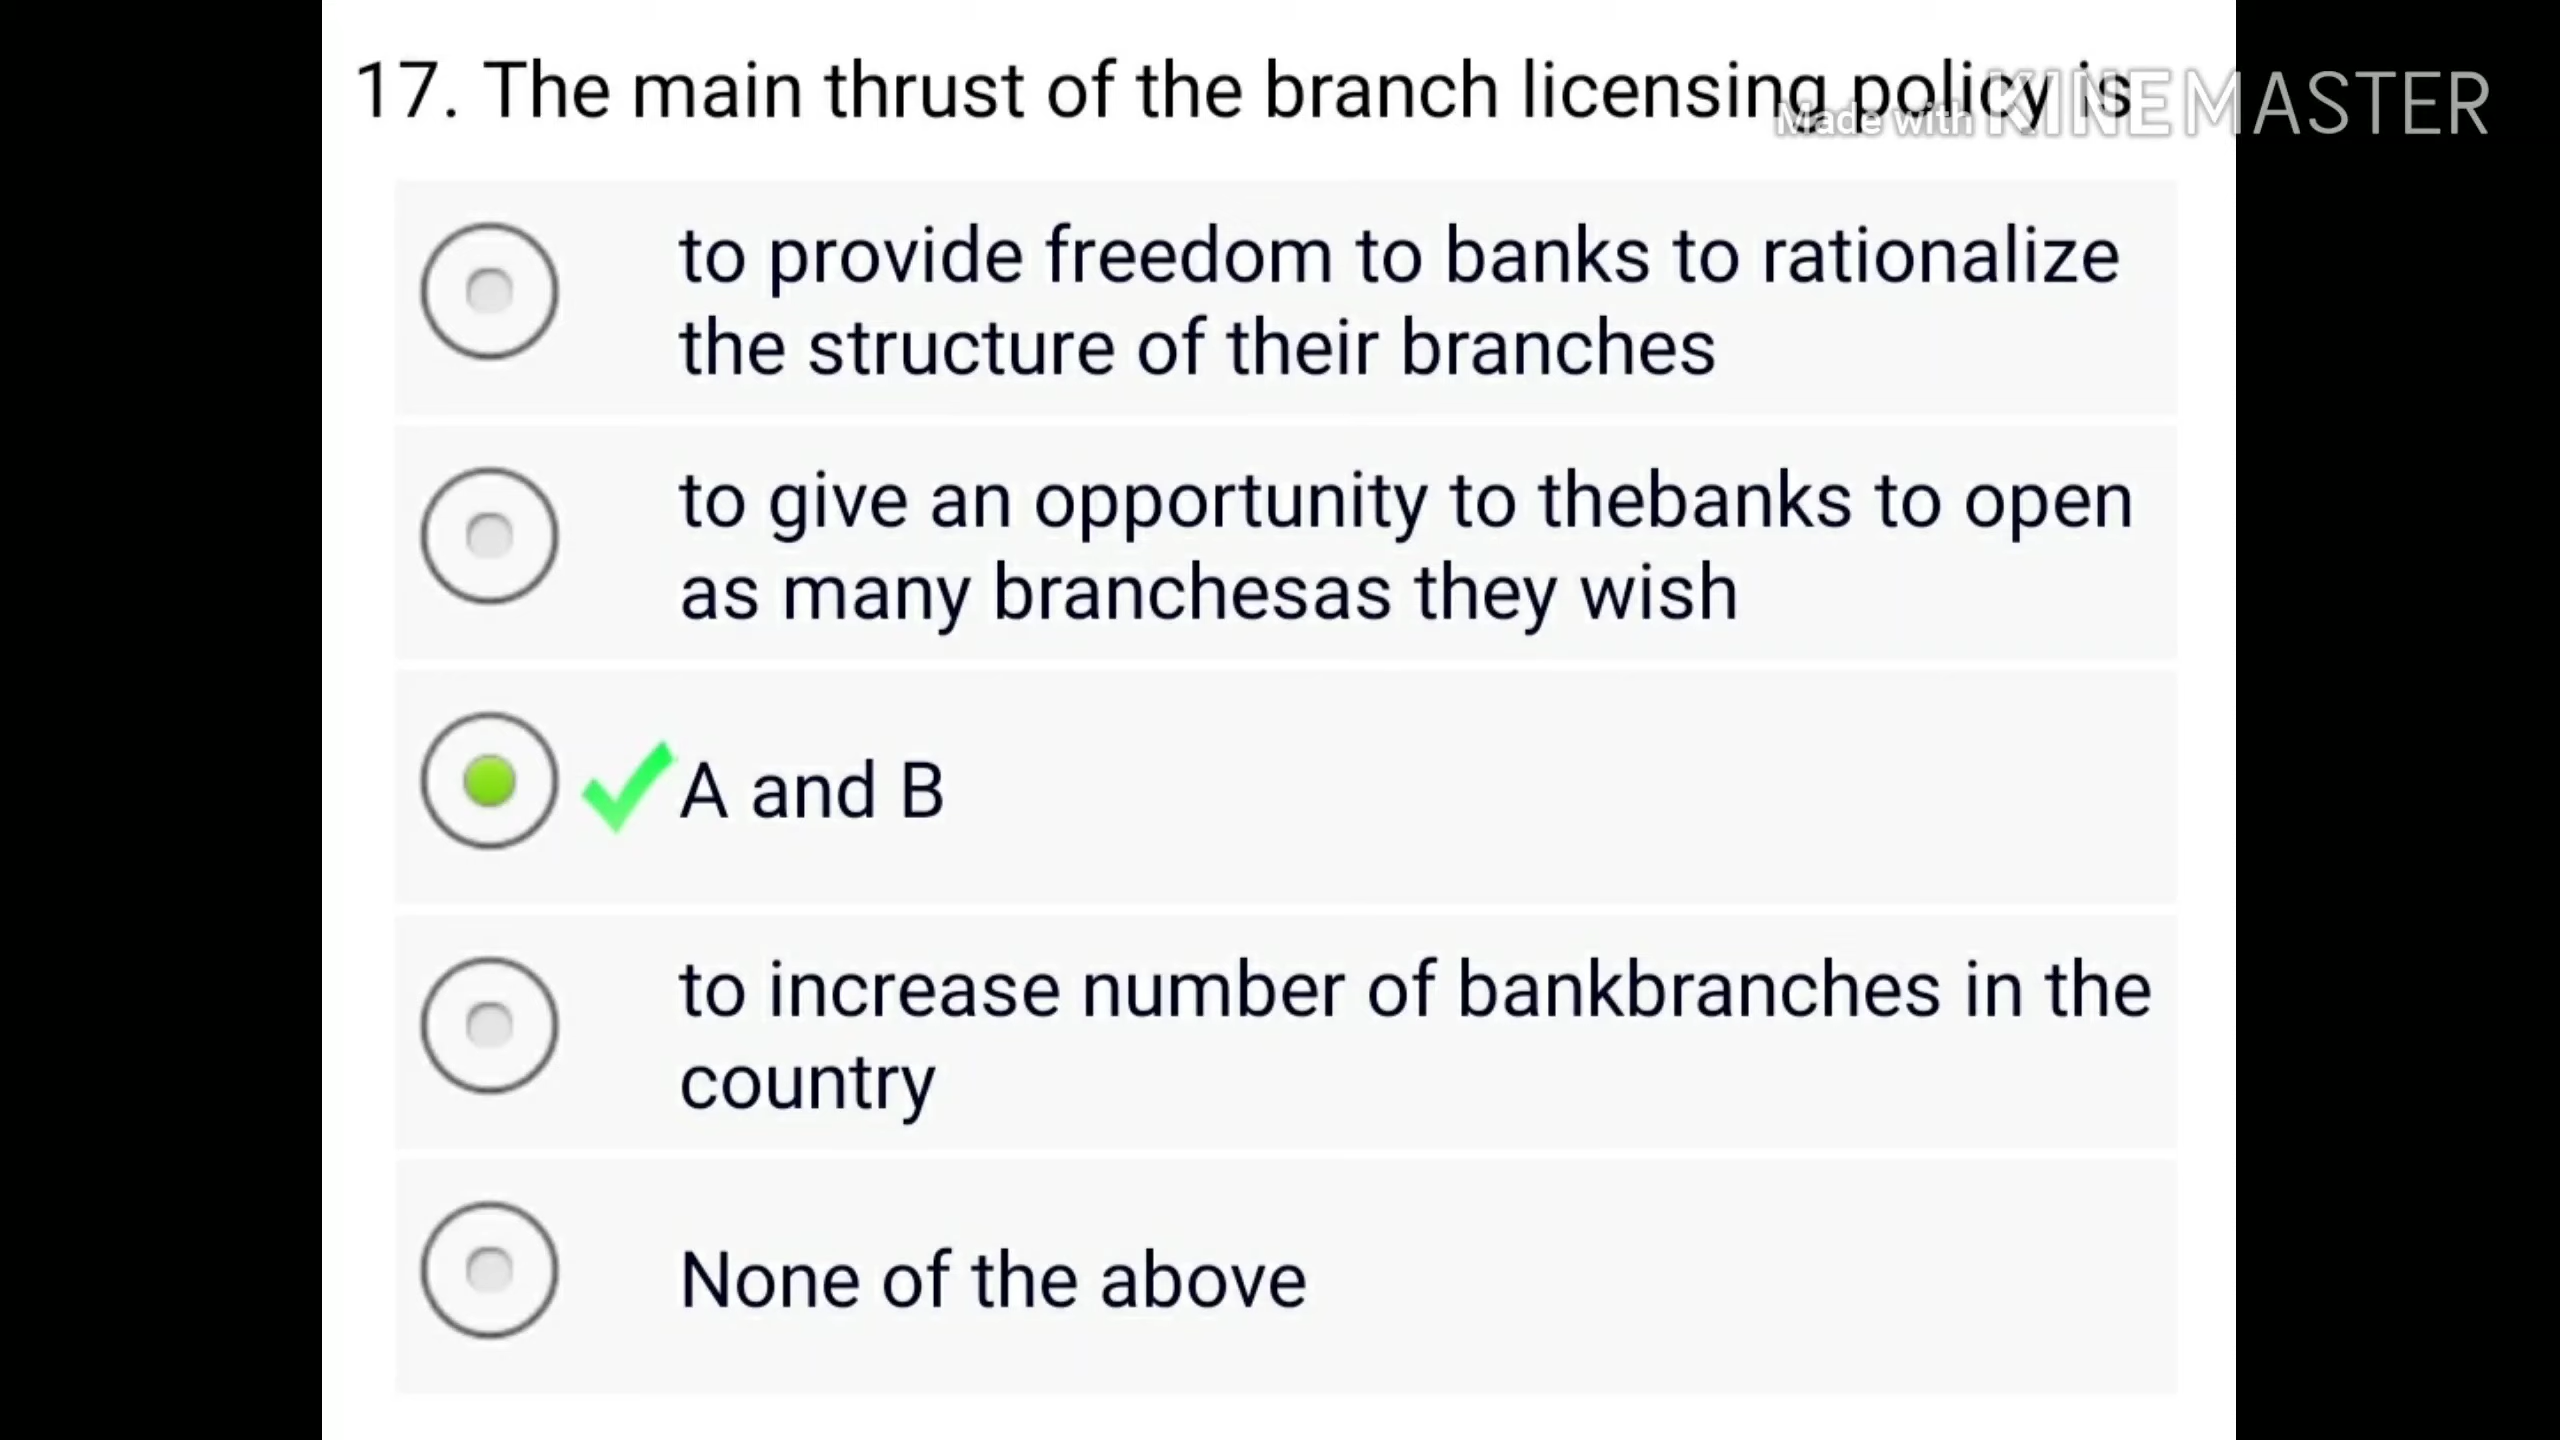 17. The main thrust of the branch licensing policy is
Made with KINEMASTER
to provide freedom to banks to rationalize
the structure of their branches
to give an opportunity to thebanks to open
as many branchesas they wish
A and B
to increase number of bankbranches in the
country
None of the above